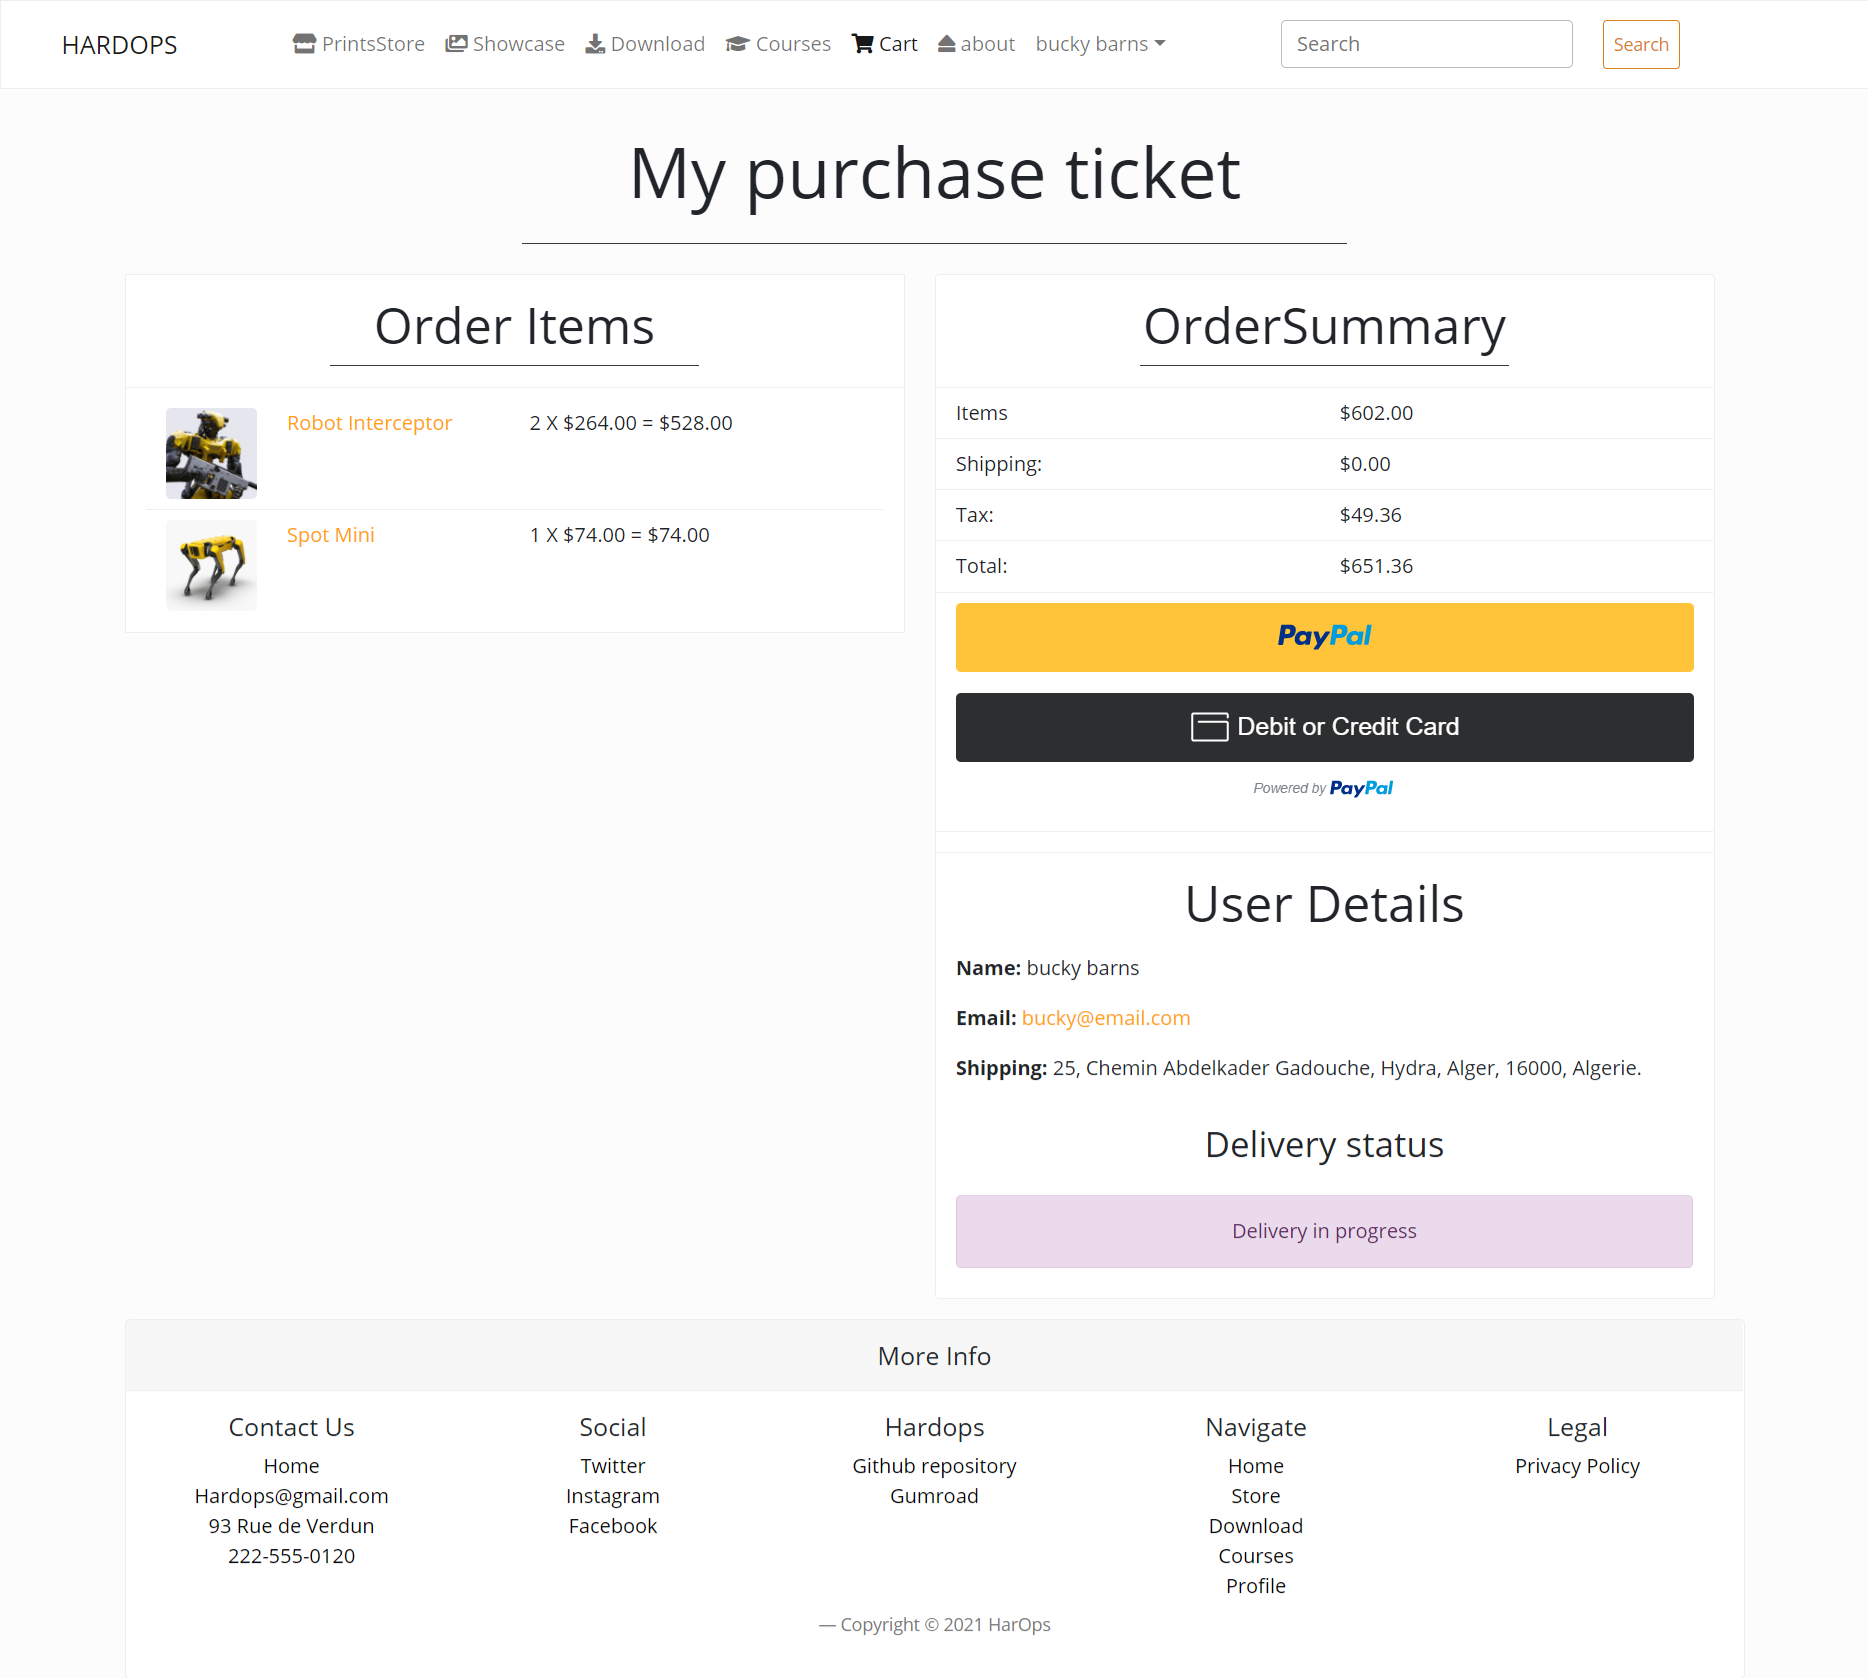 HARDOPS PrintsStore Showcase Download Courses Cart about bucky barns Search Search
My purchase ticket
Order Items
Robot Interceptor 2 X $264.00 = $528.00
Spot Mini 1 X $74.00 = $74.00
OrderSummary
Items $602.00
Shipping: $0.00
Tax: $49.36
Total: $651.36
PayPal
Debit or Credit Card
Powered by PayPal
User Details
Name: bucky barns
Email: bucky@email.com
Shipping: 25, Chemin Abdelkader Gadouche, Hydra, Alger, 16000, Algerie.
Delivery status
Delivery in progress
More Info
Contact Us
Home
Hardops@gmail.com
93 Rue de Verdun
222-555-0120
Social
Twitter
Instagram
Facebook
Hardops
Github repository
Gumroad
Navigate
Home
Store
Download
Courses
Profile
Legal
Privacy Policy
— Copyright © 2021 HarOps